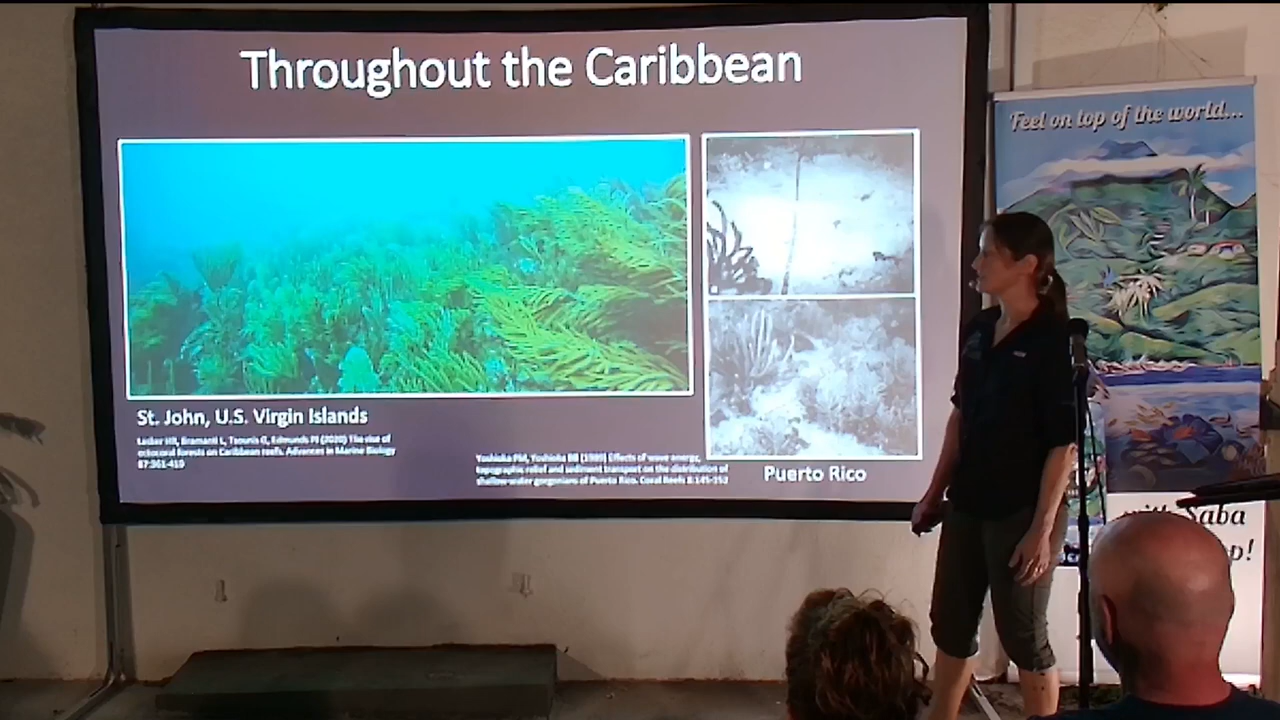 Throughout the Caribbean
Feel on top of the world...
St. John, U.S. Virgin Islands
Lasker HR, Bramanti L, Tsounis G, Edmunds PJ (2020) The rise of
octocoral forests on Caribbean reefs. Advances in Marine Biology
87:361-410
Yoshioka PM, Yoshioka BB (1989) Effects of wave energy,
topographic relief and sediment transport on the distribution of
shallow-water gorgonians of Puerto Rico. Coral Reefs 8:145-152
Puerto Rico
with Saba